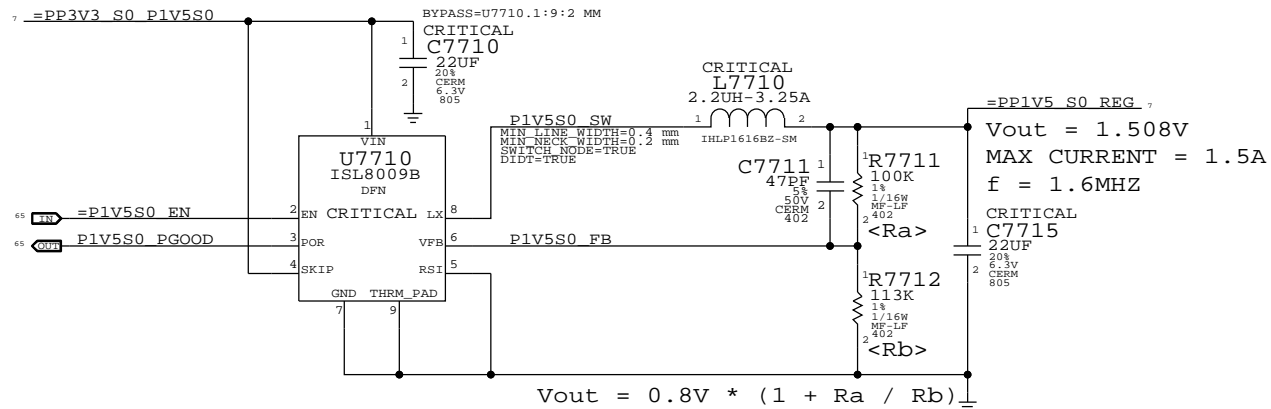 7 =PP3V3_S0_P1V5S0
BYPASS=U7710.1:9:2 MM
CRITICAL
1 C7710
22UF
20%
CERM
2 6.3V
805
1
VIN
U7710
ISL8009B
DFN
CRITICAL
65 IN =P1V5S0_EN 2 EN
65 OUT P1V5S0_PGOOD 3 POR
4 SKIP
LX 8
VFB 6
RSI 5
GND THRM_PAD
7 9
P1V5S0_SW
MIN_LINE_WIDTH=0.4 mm
MIN_NECK_WIDTH=0.2 mm
SWITCH_NODE=TRUE
DIDT=TRUE
P1V5S0_FB
CRITICAL
L7710
2.2UH-3.25A
1 2
IHLP1616BZ-SM
C7711 1
47PF
5%
50V
CERM 2
402
1 R7711
100K
1%
1/16W
MF-LF
2 402
<Ra>
1 R7712
113K
1%
1/16W
MF-LF
2 402
<Rb>
=PP1V5_S0_REG 7
Vout = 1.508V
MAX CURRENT = 1.5A
f = 1.6MHZ
CRITICAL
1 C7715
22UF
20%
2 6.3V
CERM
805
Vout = 0.8V * (1 + Ra / Rb)